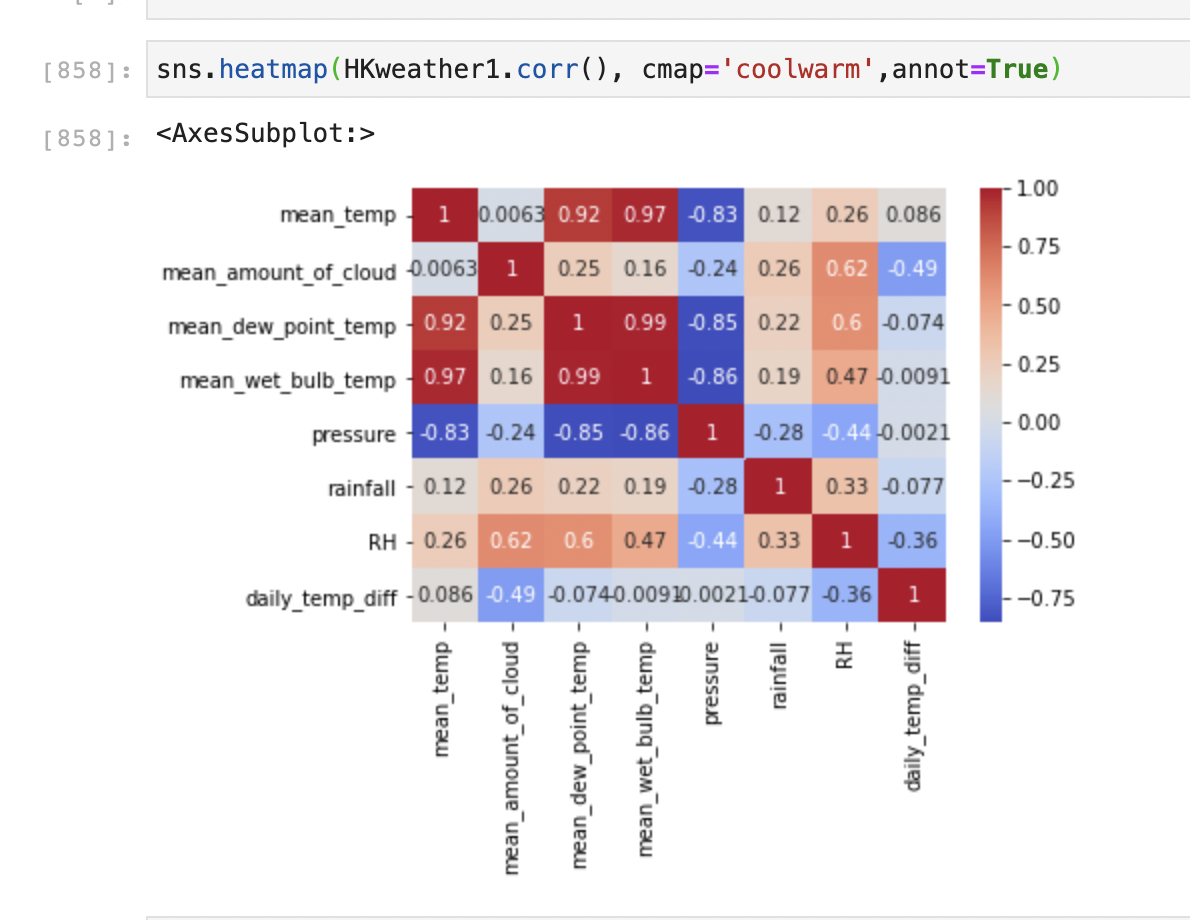 [858]: sns.heatmap(HKweather1.corr(), cmap='coolwarm',annot=True)
[858]: <AxesSubplot:>
mean_temp 1 0.0063 0.92 0.97 -0.83 0.12 0.26 0.086
mean_amount_of_cloud 0.0063 1 0.25 0.16 -0.24 0.26 0.62 -0.49
mean_dew_point_temp 0.92 0.25 1 0.99 -0.85 0.22 0.6 -0.074
mean_wet_bulb_temp 0.97 0.16 0.99 1 -0.86 0.19 0.47 -0.0091
pressure -0.83 -0.24 -0.85 -0.86 1 -0.28 -0.44 -0.0021
rainfall 0.12 0.26 0.22 0.19 -0.28 1 0.33 -0.077
RH 0.26 0.62 0.6 0.47 -0.44 0.33 1 -0.36
daily_temp_diff 0.086 -0.49 -0.074 -0.0091 0.0021 -0.077 -0.36 1
mean_temp
mean_amount_of_cloud
mean_dew_point_temp
mean_wet_bulb_temp
pressure
rainfall
RH
daily_temp_diff
1.00
0.75
0.50
0.25
0.00
−0.25
−0.50
−0.75